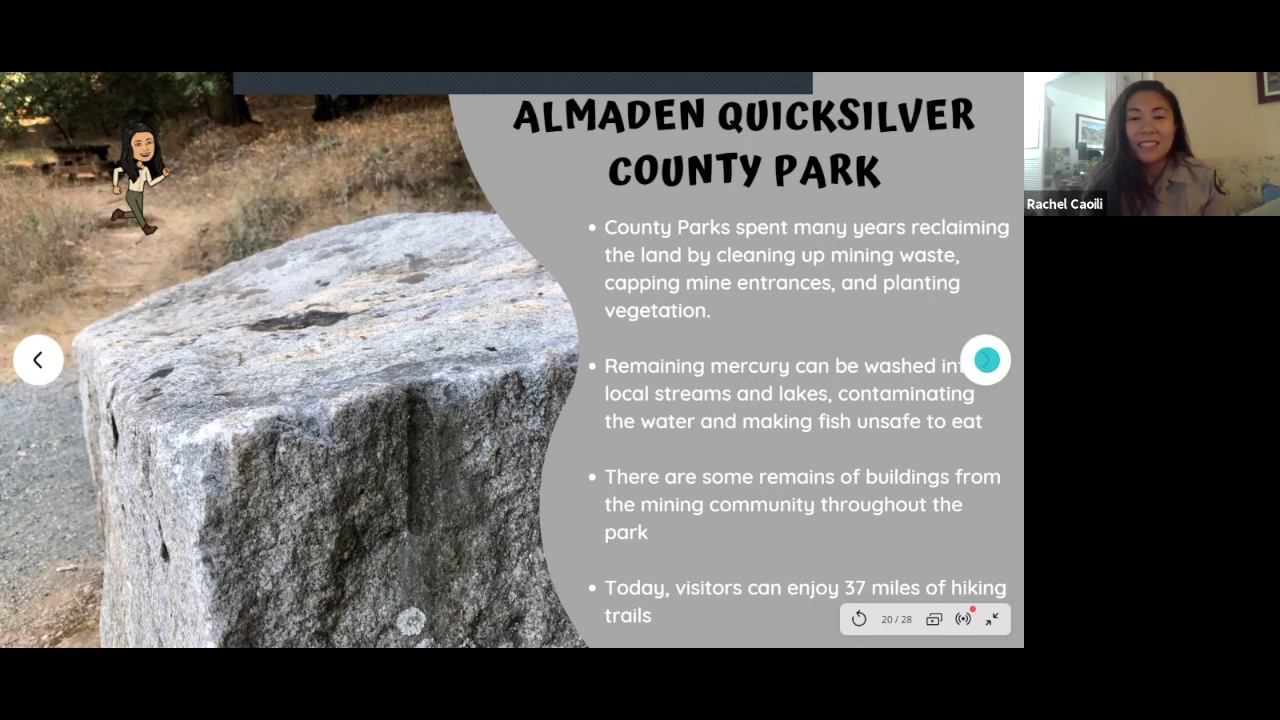 ALMADEN QUICKSILVER
COUNTY PARK
• County Parks spent many years reclaiming
the land by cleaning up mining waste,
capping mine entrances, and planting
vegetation.
• Remaining mercury can be washed
local streams and lakes, contaminating
the water and making fish unsafe to eat
• There are some remains of buildings from
the mining community throughout the
park
• Today, visitors can enjoy 37 miles of hiking
trails
20 / 28
Rachel Caoili